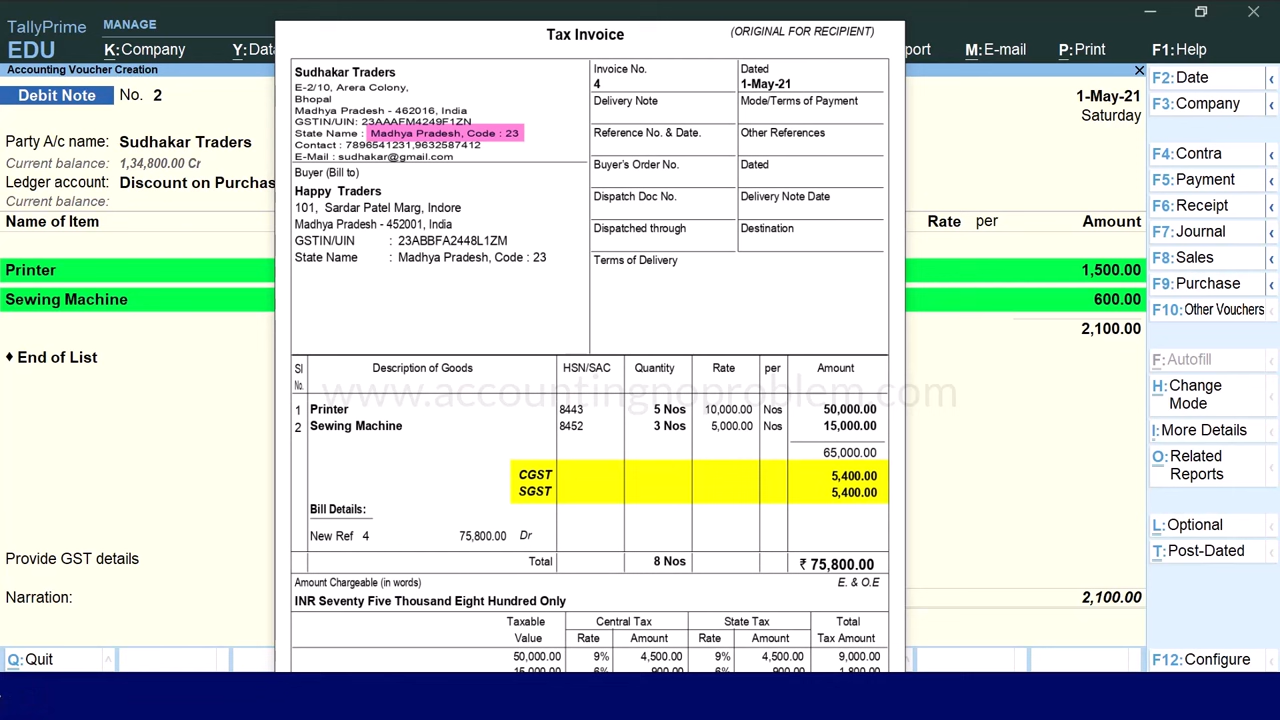 TallyPrime
EDU
MANAGE
K:Company
Y:Data
port
M:E-mail
P:Print
F1:Help
Accounting Voucher Creation
Debit Note No. 2
1-May-21
Saturday
Party A/c name: Sudhakar Traders
Current balance: 1,34,800.00 Cr
Ledger account: Discount on Purchas
Current balance:
Name of Item
Rate per
Amount
Printer
1,500.00
Sewing Machine
600.00
2,100.00
♦ End of List
Provide GST details
Narration:
2,100.00
Q:Quit
Tax Invoice
(ORIGINAL FOR RECIPIENT)
Sudhakar Traders
E-2/10, Arera Colony,
Bhopal
Madhya Pradesh - 462016, India
GSTIN/UIN: 23AAAFM4249F1ZN
State Name : Madhya Pradesh, Code : 23
Contact : 7896541231,9632587412
E-Mail : sudhakar@gmail.com
Buyer (Bill to)
Happy Traders
101, Sardar Patel Marg, Indore
Madhya Pradesh - 452001, India
GSTIN/UIN : 23ABBFA2448L1ZM
State Name : Madhya Pradesh, Code : 23
Invoice No.
4
Dated
1-May-21
Delivery Note
Mode/Terms of Payment
Reference No. & Date.
Other References
Buyer's Order No.
Dated
Dispatch Doc No.
Delivery Note Date
Dispatched through
Destination
Terms of Delivery
Sl No. Description of Goods HSN/SAC Quantity Rate per Amount
www.accountingnoproblem.com
1 Printer 8443 5 Nos 10,000.00 Nos 50,000.00
2 Sewing Machine 8452 3 Nos 5,000.00 Nos 15,000.00
65,000.00
CGST 5,400.00
SGST 5,400.00
Bill Details:
New Ref 4 75,800.00 Dr
Total 8 Nos ₹ 75,800.00
Amount Chargeable (in words) E. & O.E
INR Seventy Five Thousand Eight Hundred Only
Taxable Value Central Tax State Tax Total Tax Amount
Rate Amount Rate Amount
50,000.00 9% 4,500.00 9% 4,500.00 9,000.00
F2:Date
F3:Company
F4:Contra
F5:Payment
F6:Receipt
F7:Journal
F8:Sales
F9:Purchase
F10:Other Vouchers
F:Autofill
H:Change
Mode
I:More Details
O:Related
Reports
L:Optional
T:Post-Dated
F12:Configure